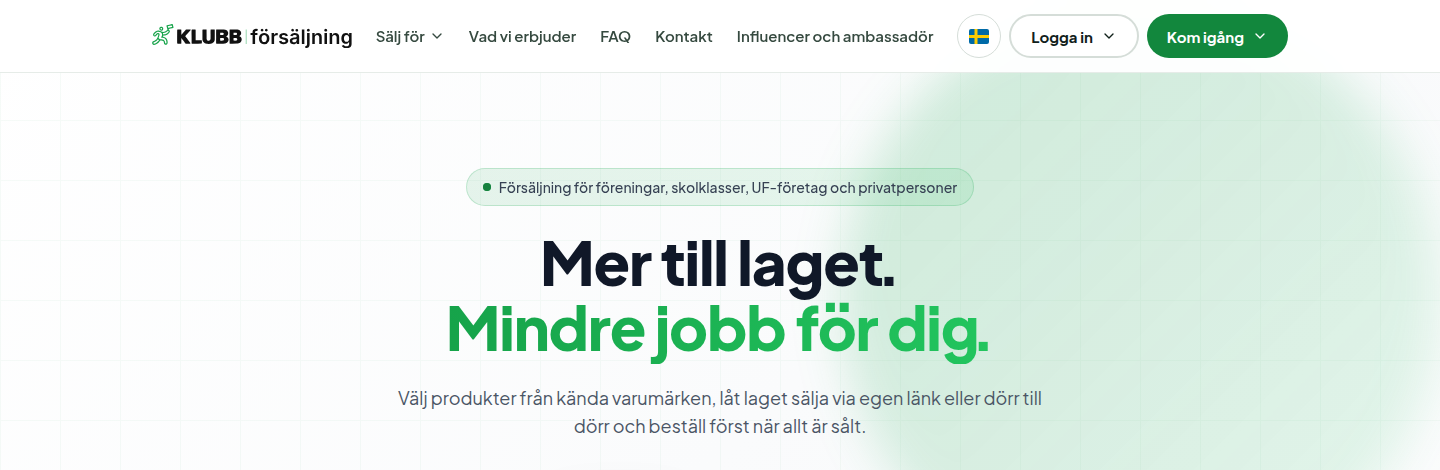 KLUBB försäljning
Sälj för
Vad vi erbjuder
FAQ
Kontakt
Influencer och ambassadör
Logga in
Kom igång
Försäljning för föreningar, skolklasser, UF-företag och privatpersoner
Mer till laget.
Mindre jobb för dig.
Välj produkter från kända varumärken, låt laget sälja via egen länk eller dörr till
dörr och beställ först när allt är sålt.